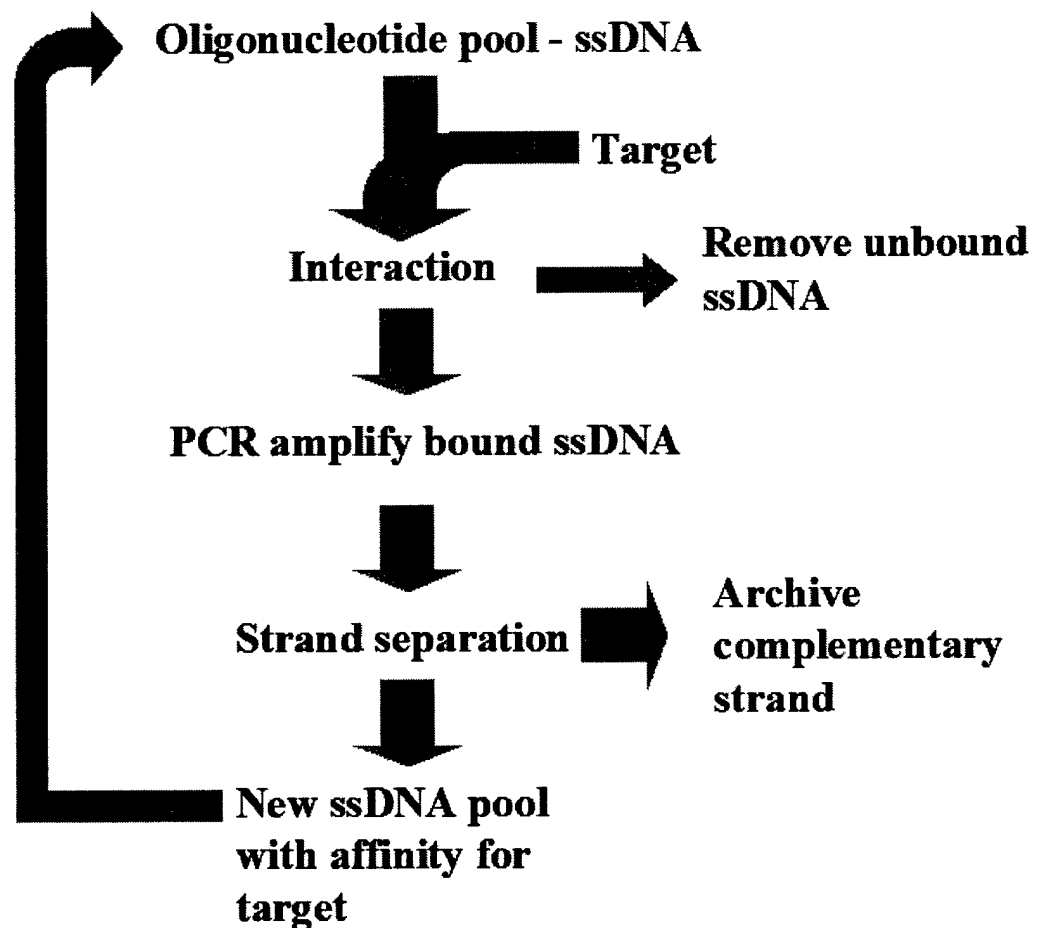 Oligonucleotide pool - ssDNA
Target
Interaction
Remove unbound
ssDNA
PCR amplify bound ssDNA
Strand separation
Archive
complementary
strand
New ssDNA pool
with affinity for
target